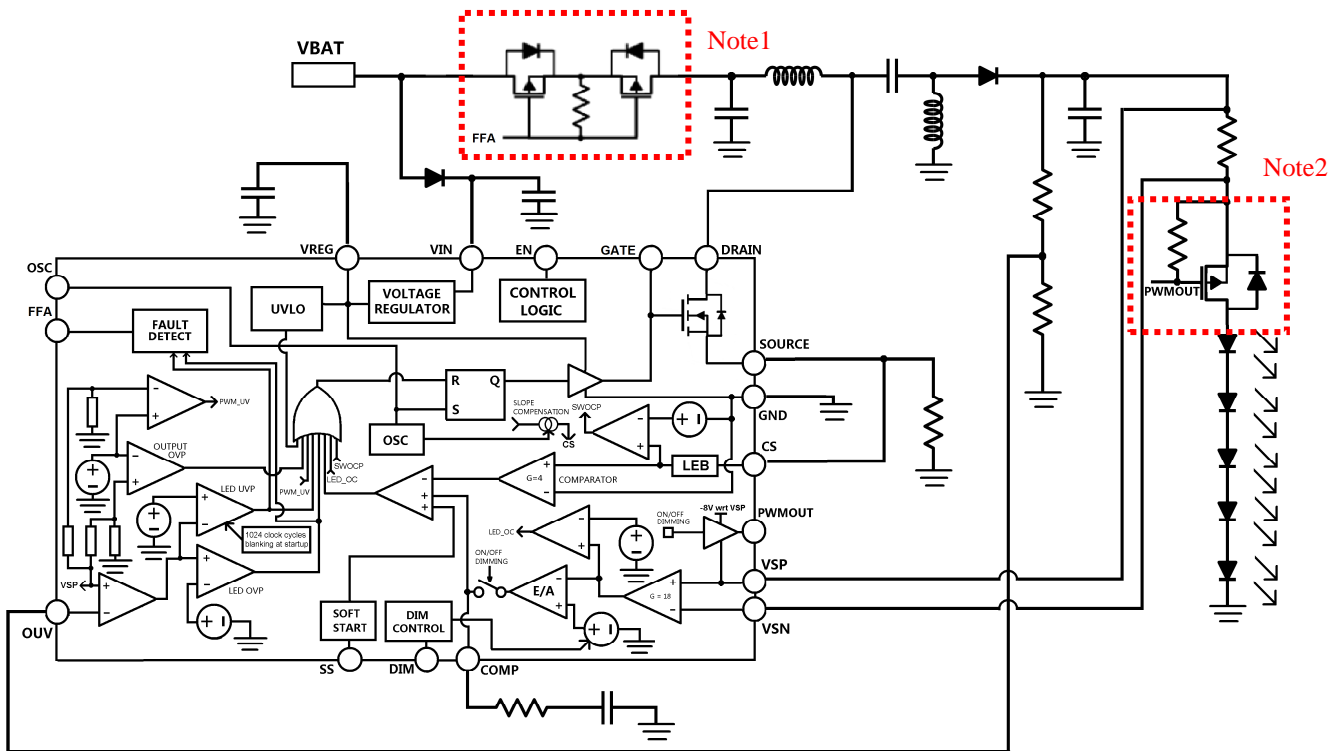 Note1
VBAT
FFA
Note2
VREG
VIN
EN
GATE
DRAIN
OSC
FFA
UVLO
VOLTAGE
REGULATOR
CONTROL
LOGIC
PWMOUT
FAULT
DETECT
SOURCE
R
Q
S
SLOPE
COMPENSATION
CS
SWOCP
GND
PWM_UV
OSC
OUTPUT
OVP
SWOCP
LED_OC
PWM_UV
G=4
COMPARATOR
LEB
CS
LED UVP
1024 clock cycles
blanking at startup
LED_OC
ON/OFF
DIMMING
-8V wrt VSP
PWMOUT
ON/OFF
DIMMING
VSP
VSP
E/A
G = 18
LED OVP
OUV
SOFT
START
DIM
CONTROL
VSN
SS
DIM
COMP